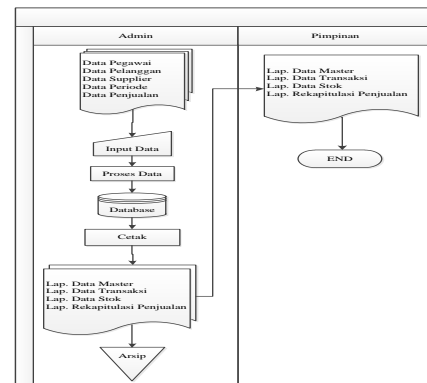 Admin
Pimpinan
Data Pegawai
Data Pelanggan
Data Supplier
Data Periode
Data Penjualan
Input Data
Proses Data
Database
Cetak
Lap. Data Master
Lap. Data Transaksi
Lap. Data Stok
Lap. Rekapitulasi Penjualan
Arsip
Lap. Data Master
Lap. Data Transaksi
Lap. Data Stok
Lap. Rekapitulasi Penjualan
END